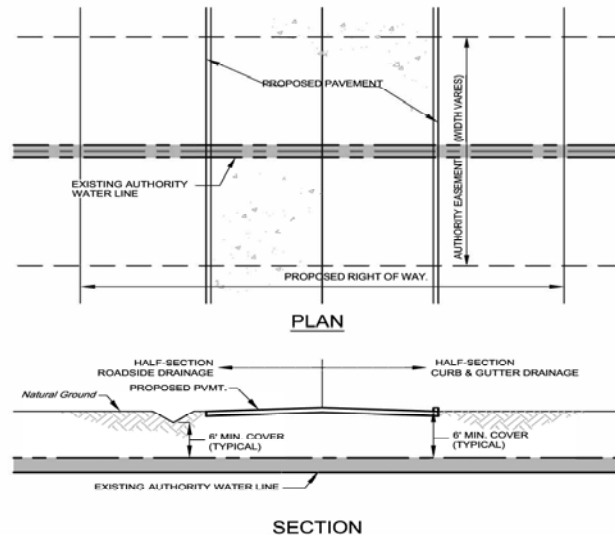 PROPOSED PAVEMENT
AUTHORITY EASEMENT (WIDTH VARIES)
EXISTING AUTHORITY
WATER LINE
PROPOSED RIGHT OF WAY.
PLAN
HALF-SECTION
ROADSIDE DRAINAGE
HALF-SECTION
CURB & GUTTER DRAINAGE
PROPOSED PVMT.
Natural Ground
6' MIN. COVER
(TYPICAL)
6' MIN. COVER
(TYPICAL)
EXISTING AUTHORITY WATER LINE
SECTION